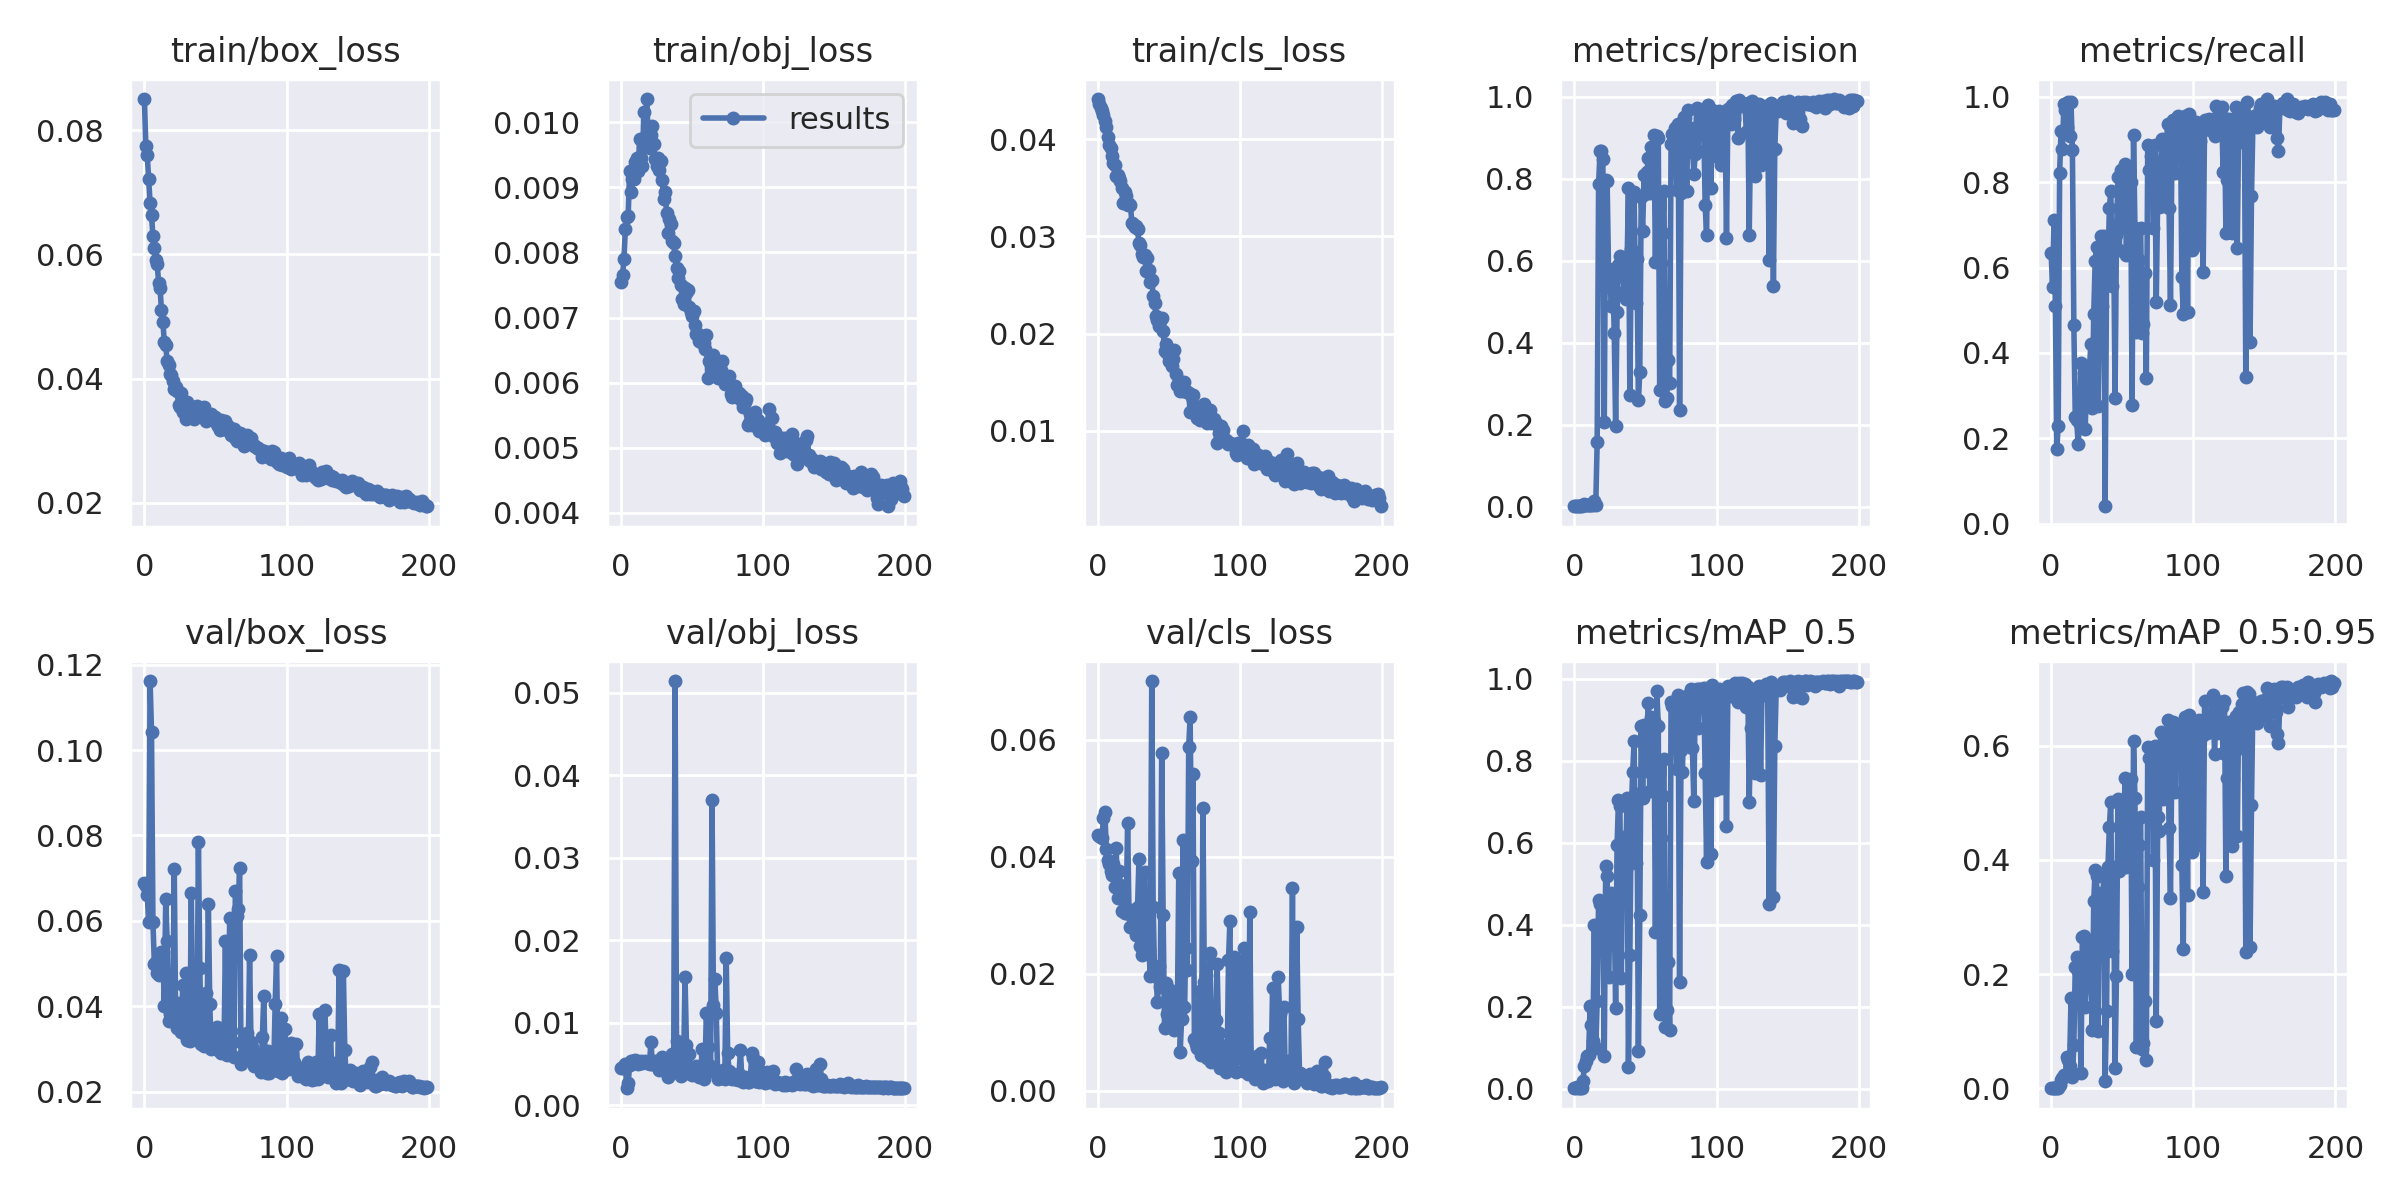 train/box_loss
0.08
0.06
0.04
0.02
0 100 200
train/obj_loss
results
0.010
0.009
0.008
0.007
0.006
0.005
0.004
0 100 200
train/cls_loss
0.04
0.03
0.02
0.01
0 100 200
metrics/precision
1.0
0.8
0.6
0.4
0.2
0.0
0 100 200
metrics/recall
1.0
0.8
0.6
0.4
0.2
0.0
0 100 200
val/box_loss
0.12
0.10
0.08
0.06
0.04
0.02
0 100 200
val/obj_loss
0.05
0.04
0.03
0.02
0.01
0.00
0 100 200
val/cls_loss
0.06
0.04
0.02
0.00
0 100 200
metrics/mAP_0.5
1.0
0.8
0.6
0.4
0.2
0.0
0 100 200
metrics/mAP_0.5:0.95
0.6
0.4
0.2
0.0
0 100 200